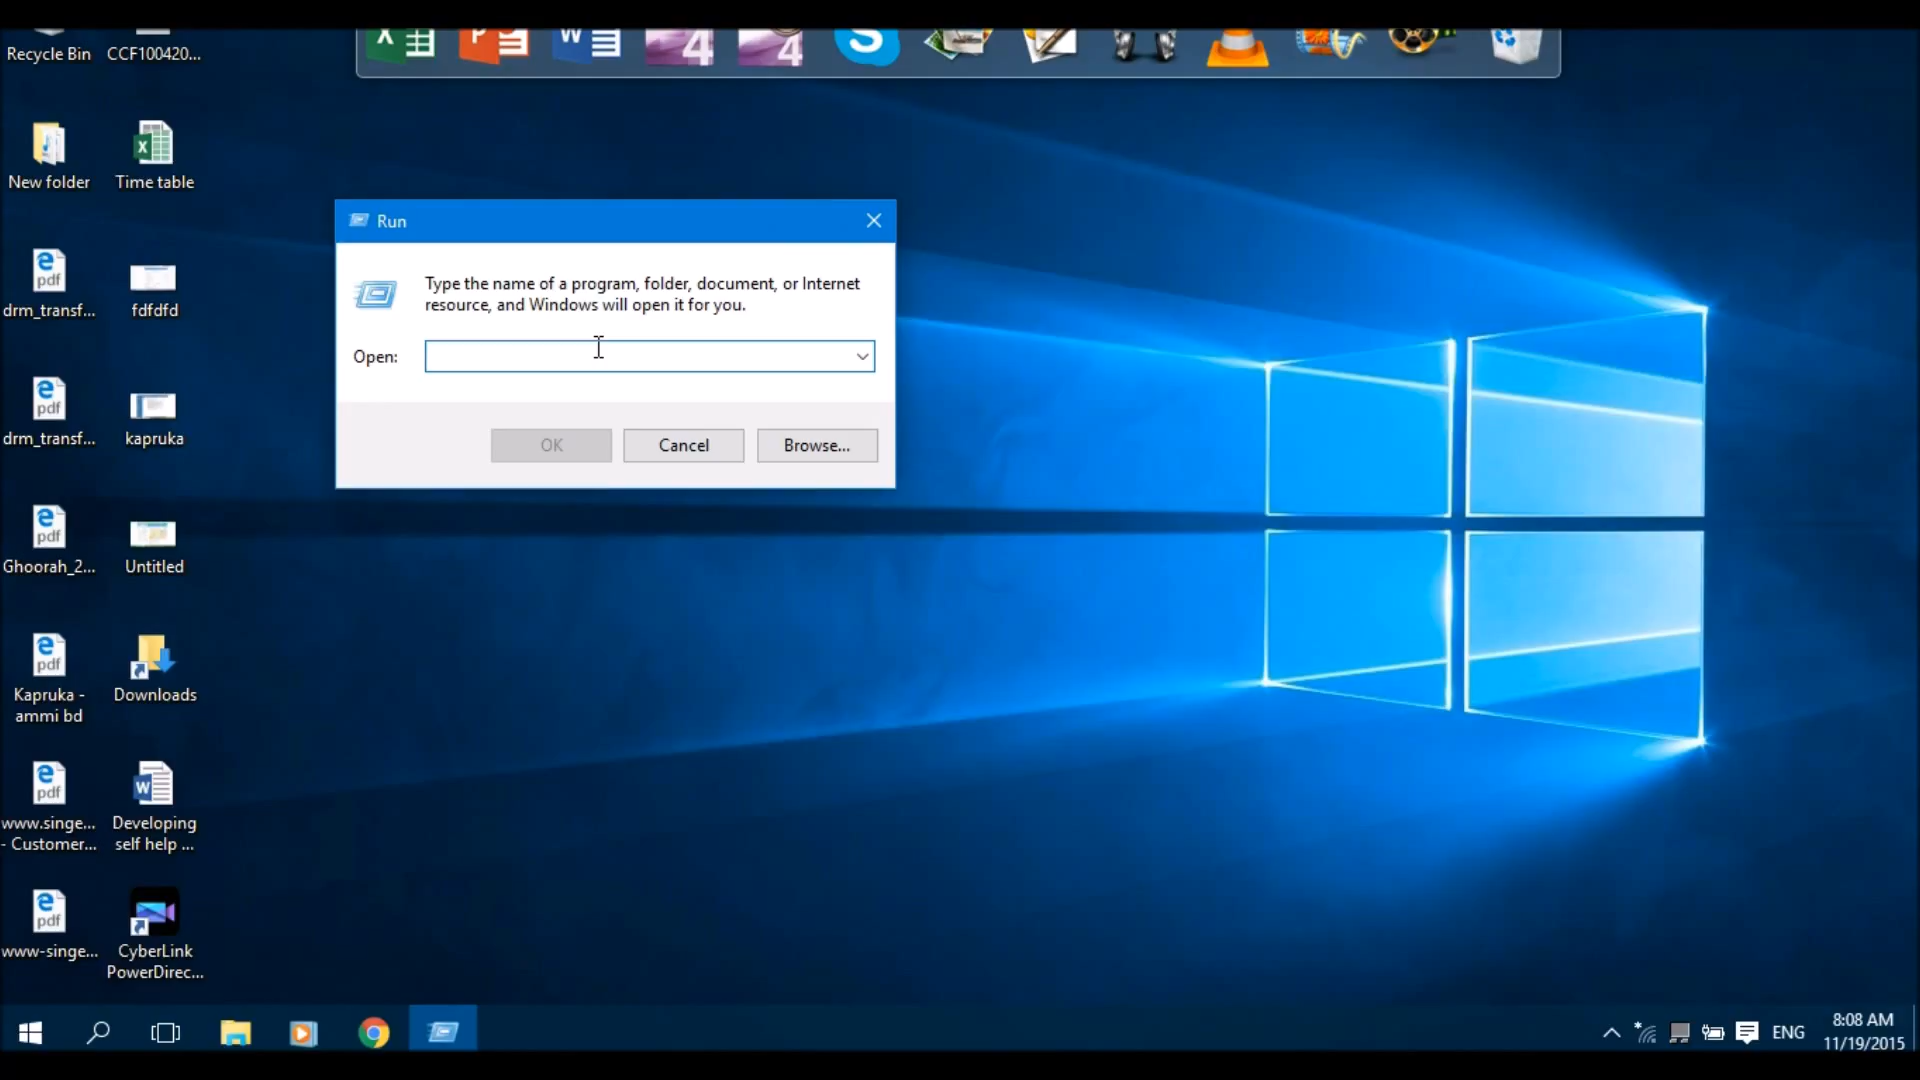 Recycle Bin
CCF100420...
New folder
Time table
drm_transf...
fdfdfd
drm_transf...
kapruka
Ghoorah_2...
Untitled
Kapruka -
ammi bd
Downloads
www.singe...
- Customer...
Developing
self help ...
www-singe...
CyberLink
PowerDirec...
Run
Type the name of a program, folder, document, or Internet
resource, and Windows will open it for you.
Open:
OK
Cancel
Browse...
ENG
8:08 AM
11/19/2015